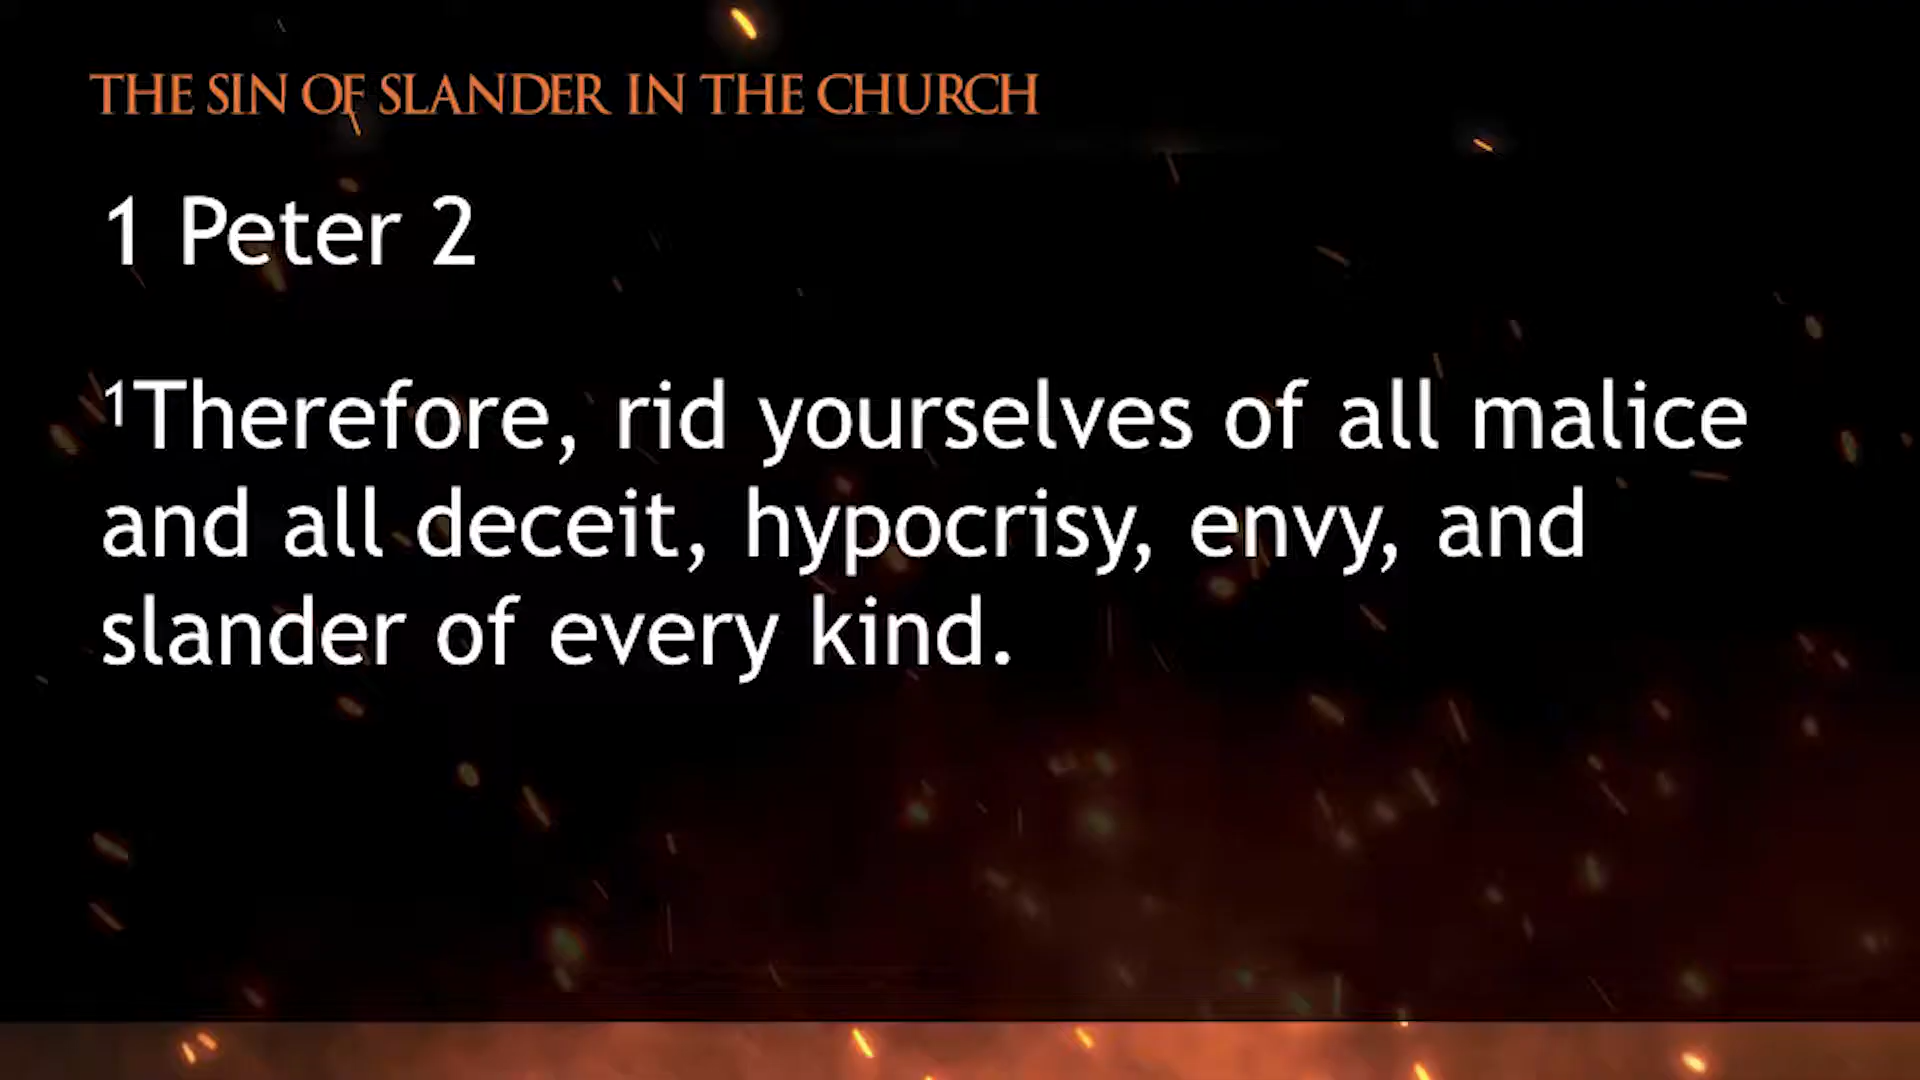 THE SIN OF SLANDER IN THE CHURCH
1 Peter 2
¹Therefore, rid yourselves of all malice
and all deceit, hypocrisy, envy, and
slander of every kind.